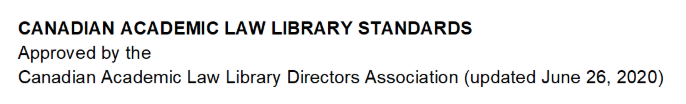 CANADIAN ACADEMIC LAW LIBRARY STANDARDS
Approved by the
Canadian Academic Law Library Directors Association (updated June 26, 2020)